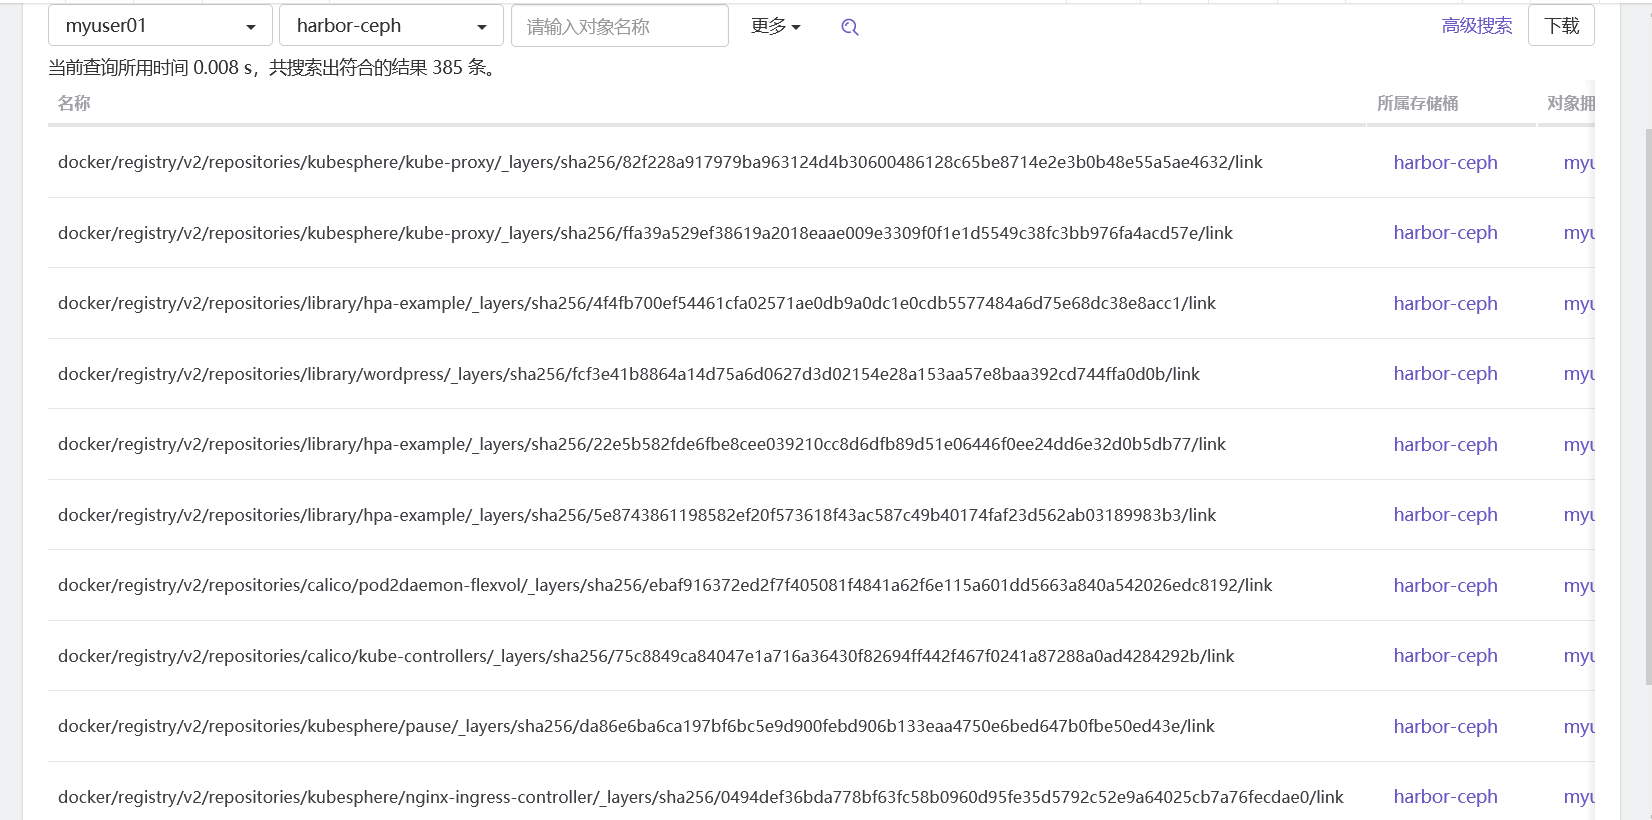 myuser01 harbor-ceph 请输入对象名称 更多 高级搜索 下载
当前查询所用时间 0.008 s，共搜索出符合的结果 385 条。
名称 所属存储桶 对象拥
docker/registry/v2/repositories/kubesphere/kube-proxy/_layers/sha256/82f228a917979ba963124d4b30600486128c65be8714e2e3b0b48e55a5ae4632/link harbor-ceph myu
docker/registry/v2/repositories/kubesphere/kube-proxy/_layers/sha256/ffa39a529ef38619a2018eaae009e3309f0f1e1d5549c38fc3bb976fa4acd57e/link harbor-ceph myu
docker/registry/v2/repositories/library/hpa-example/_layers/sha256/4f4fb700ef54461cfa02571ae0db9a0dc1e0cdb5577484a6d75e68dc38e8acc1/link harbor-ceph myu
docker/registry/v2/repositories/library/wordpress/_layers/sha256/fcf3e41b8864a14d75a6d0627d3d02154e28a153aa57e8baa392cd744ffa0d0b/link harbor-ceph myu
docker/registry/v2/repositories/library/hpa-example/_layers/sha256/22e5b582fde6fbe8cee039210cc8d6dfb89d51e06446f0ee24dd6e32d0b5db77/link harbor-ceph myu
docker/registry/v2/repositories/library/hpa-example/_layers/sha256/5e8743861198582ef20f573618f43ac587c49b40174faf23d562ab03189983b3/link harbor-ceph myu
docker/registry/v2/repositories/calico/pod2daemon-flexvol/_layers/sha256/ebaf916372ed2f7f405081f4841a62f6e115a601dd5663a840a542026edc8192/link harbor-ceph myu
docker/registry/v2/repositories/calico/kube-controllers/_layers/sha256/75c8849ca84047e1a716a36430f82694ff442f467f0241a87288a0ad4284292b/link harbor-ceph myu
docker/registry/v2/repositories/kubesphere/pause/_layers/sha256/da86e6ba6ca197bf6bc5e9d900febd906b133eaa4750e6bed647b0fbe50ed43e/link harbor-ceph myu
docker/registry/v2/repositories/kubesphere/nginx-ingress-controller/_layers/sha256/0494def36bda778bf63fc58b0960d95fe35d5792c52e9a64025cb7a76fecdae0/link harbor-ceph myu